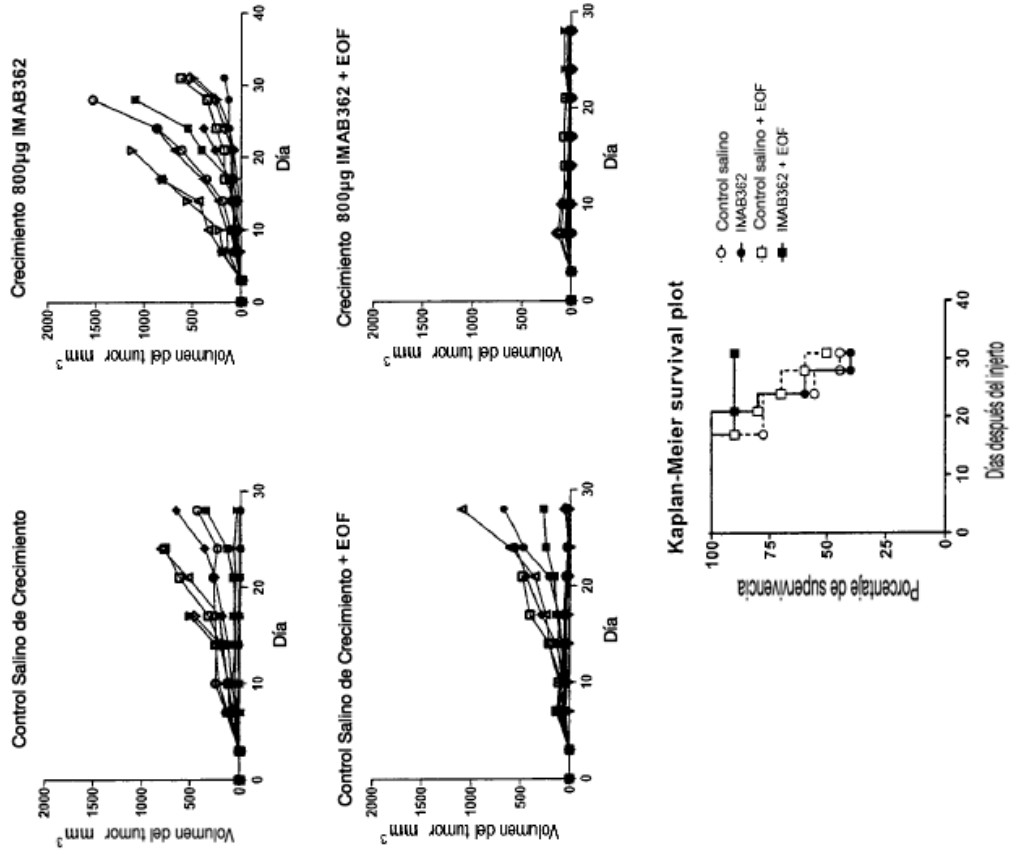 Control Salino de Crecimiento
Volumen del tumor mm3
2000
1500
1000
500
0
0 10 20 30
Día
Crecimiento 800µg IMAB362
Volumen del tumor mm3
2000
1500
1000
500
0
0 10 20 30 40
Día
Control Salino de Crecimiento + EOF
Volumen del tumor mm3
2000
1500
1000
500
0
0 10 20 30
Día
Crecimiento 800µg IMAB362 + EOF
Volumen del tumor mm3
2000
1500
1000
500
0
0 10 20 30
Día
Kaplan-Meier survival plot
Porcentaje de supervivencia
100
75
50
25
0
0 10 20 30 40
Días después del injerto
Control salino
IMAB362
Control salino + EOF
IMAB362 + EOF